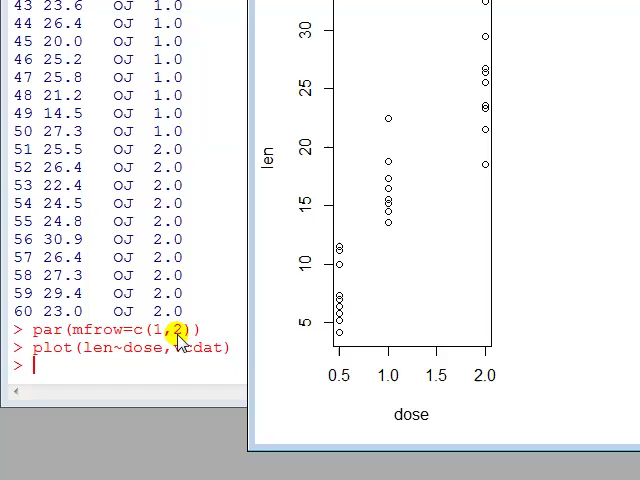 43 23.6 OJ 1.0
44 26.4 OJ 1.0
45 20.0 OJ 1.0
46 25.2 OJ 1.0
47 25.8 OJ 1.0
48 21.2 OJ 1.0
49 14.5 OJ 1.0
50 27.3 OJ 1.0
51 25.5 OJ 2.0
52 26.4 OJ 2.0
53 22.4 OJ 2.0
54 24.5 OJ 2.0
55 24.8 OJ 2.0
56 30.9 OJ 2.0
57 26.4 OJ 2.0
58 27.3 OJ 2.0
59 29.4 OJ 2.0
60 23.0 OJ 2.0
> par(mfrow=c(1,2))
> plot(len~dose, cdat)
>
30
25
20
15
10
5
len
0.5 1.0 2.0
dose